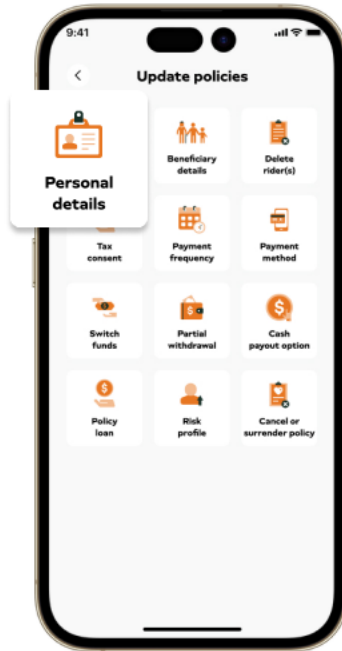 9:41
Update policies
Personal
details
Beneficiary
details
Delete
rider(s)
Tax
consent
Payment
frequency
Payment
method
Switch
funds
Partial
withdrawal
Cash
payout option
Policy
loan
Risk
profile
Cancel or
surrender policy